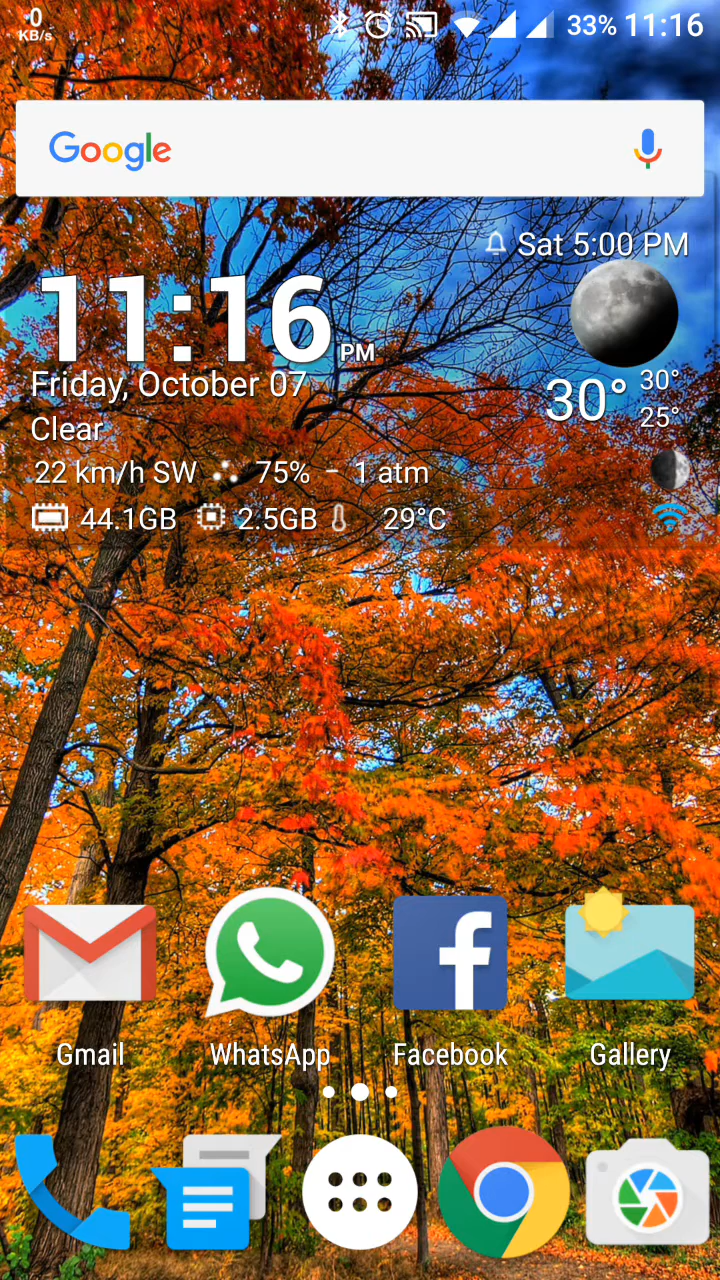 0
KB/s
33% 11:16
Google
Sat 5:00 PM
11:16 PM
Friday, October 07
30° 30°
25°
Clear
22 km/h SW 75% - 1 atm
44.1GB 2.5GB 29°C
Gmail WhatsApp Facebook Gallery